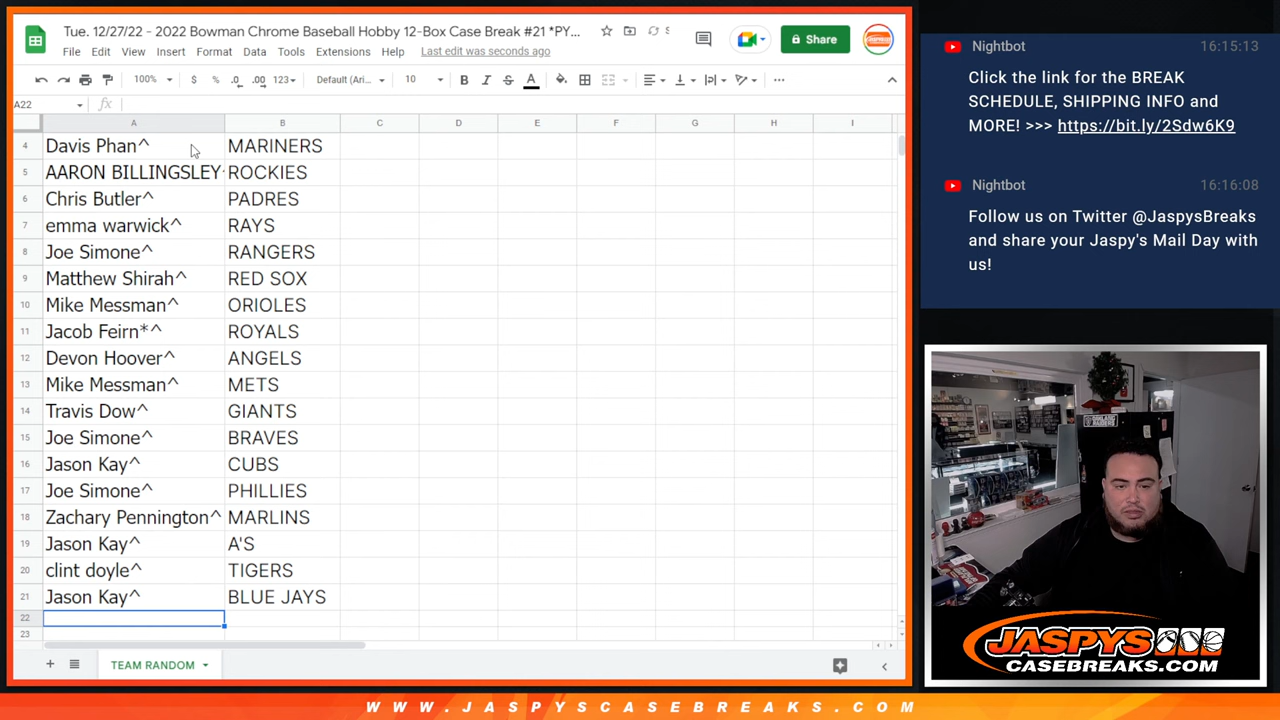 Tue. 12/27/22 - 2022 Bowman Chrome Baseball Hobby 12-Box Case Break #21 *PY...
File Edit View Insert Format Data Tools Extensions Help Last edit was seconds ago
Share
100% $ % .0 .00 123 Default (Ari... 10 B I S A
A22 fx
A B C D E F G H I
4 Davis Phan^ MARINERS
5 AARON BILLINGSLEY ROCKIES
6 Chris Butler^ PADRES
7 emma warwick^ RAYS
8 Joe Simone^ RANGERS
9 Matthew Shirah^ RED SOX
10 Mike Messman^ ORIOLES
11 Jacob Feirn*^ ROYALS
12 Devon Hoover^ ANGELS
13 Mike Messman^ METS
14 Travis Dow^ GIANTS
15 Joe Simone^ BRAVES
16 Jason Kay^ CUBS
17 Joe Simone^ PHILLIES
18 Zachary Pennington^ MARLINS
19 Jason Kay^ A'S
20 clint doyle^ TIGERS
21 Jason Kay^ BLUE JAYS
22
23
TEAM RANDOM
Nightbot 16:15:13
Click the link for the BREAK
SCHEDULE, SHIPPING INFO and
MORE! >>> https://bit.ly/2Sdw6K9
Nightbot 16:16:08
Follow us on Twitter @JaspysBreaks
and share your Jaspy's Mail Day with
us!
JASPYS
CASEBREAKS.COM
WWW.JASPYSCASEBREAKS.COM